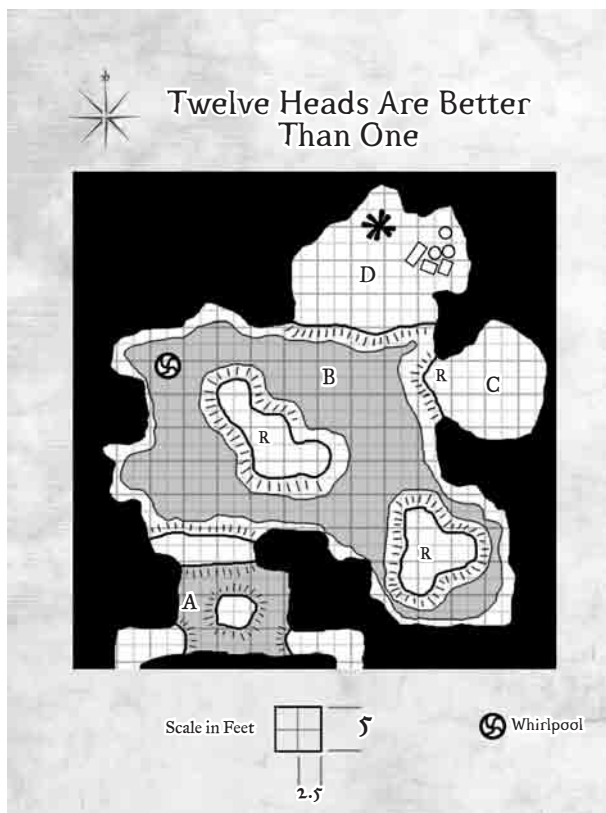 Twelve Heads Are Better
Than One
D
B
R
C
R
R
A
Scale in Feet
5
Whirlpool
2.5